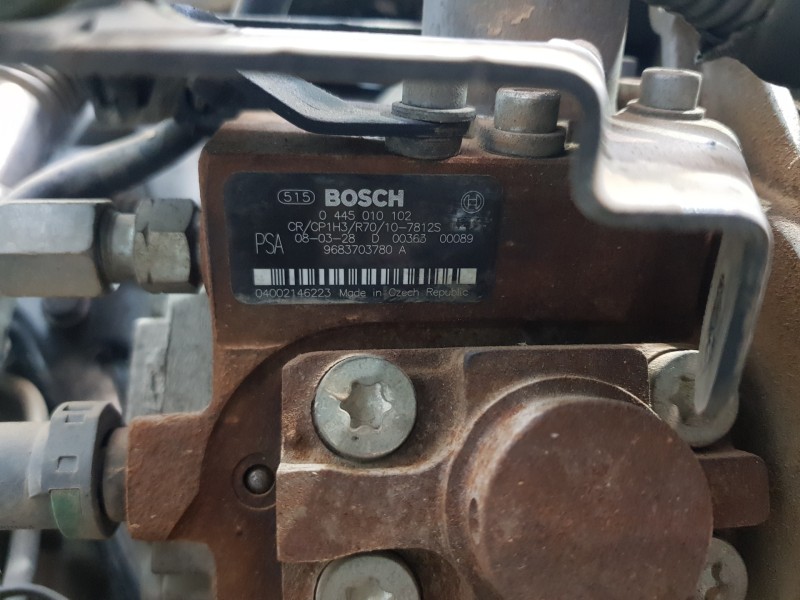 515 BOSCH
0 445 010 102
CR/CP1H3/R70/10-7812S
PSA 08-03-28 D 00363 00089
9683703780 A
04002146223 Made in Czech Republic